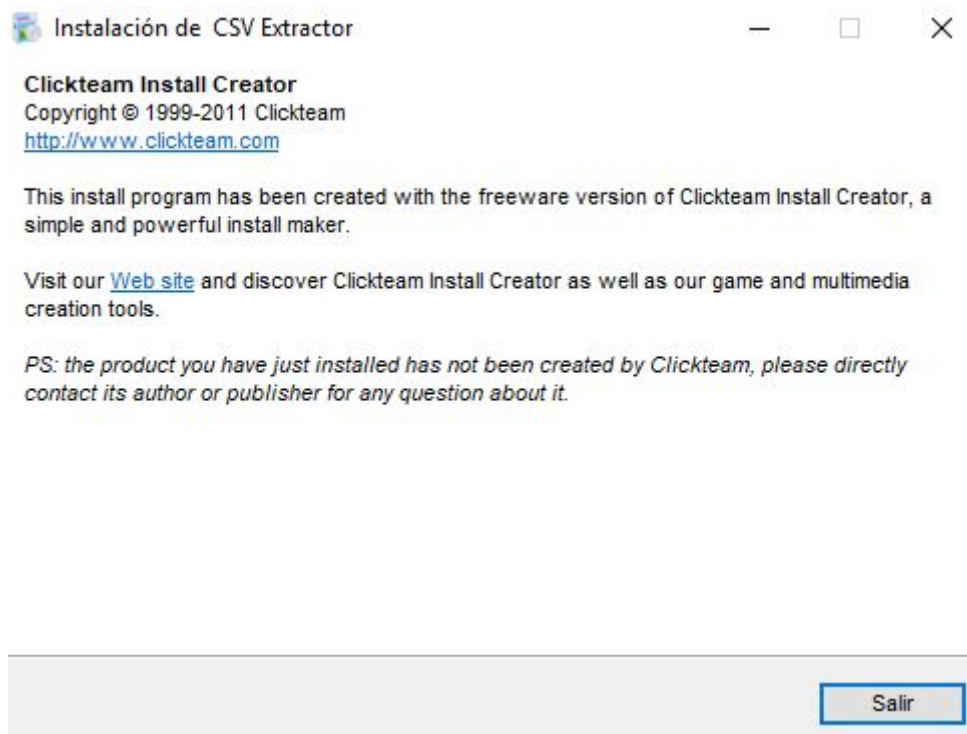 Instalación de CSV Extractor
Clickteam Install Creator
Copyright © 1999-2011 Clickteam
http://www.clickteam.com
This install program has been created with the freeware version of Clickteam Install Creator, a
simple and powerful install maker.
Visit our Web site and discover Clickteam Install Creator as well as our game and multimedia
creation tools.
PS: the product you have just installed has not been created by Clickteam, please directly
contact its author or publisher for any question about it.
Salir